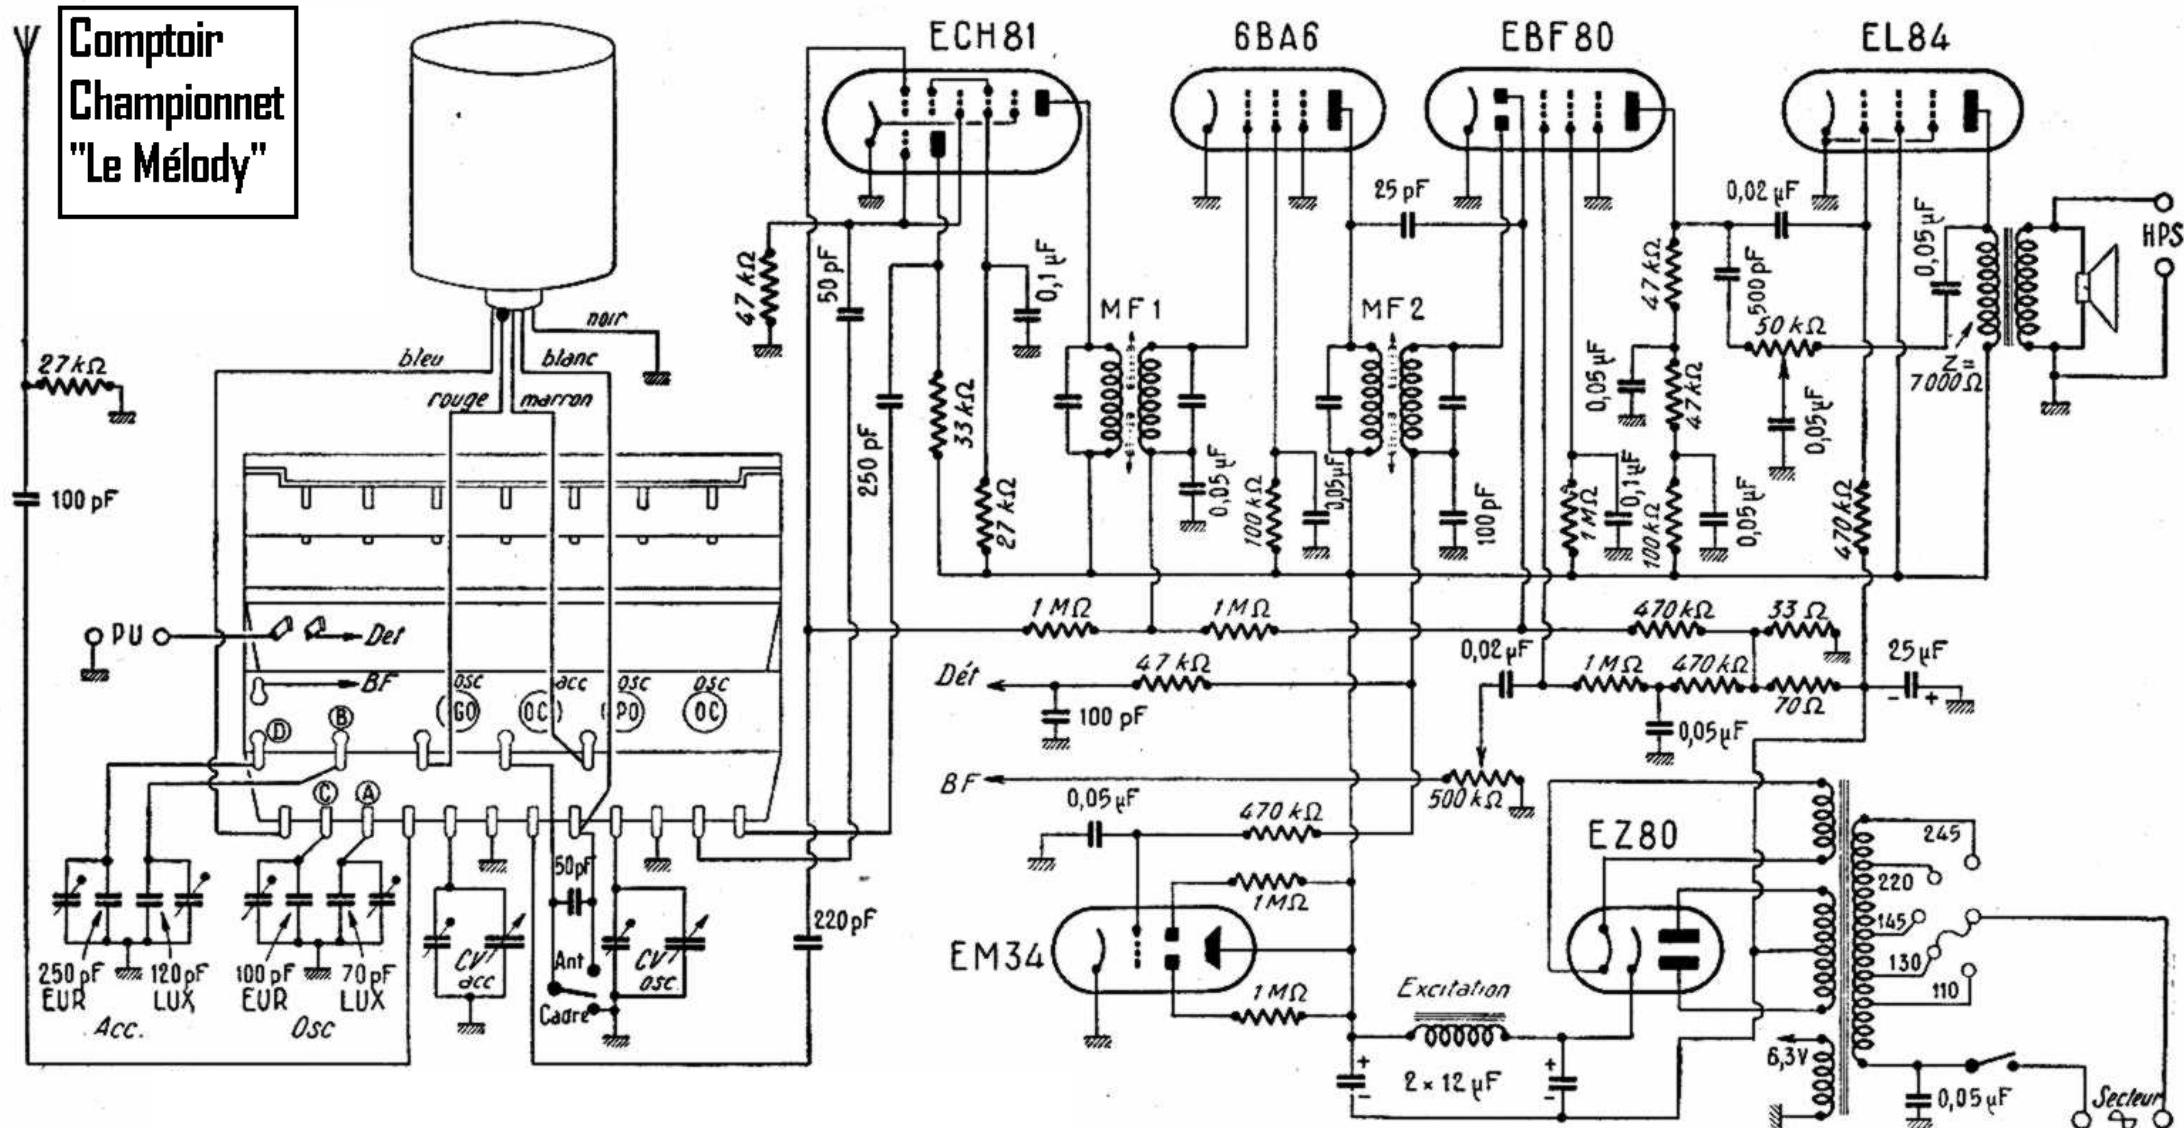 Comptoir
Championnet
"Le Mélody"
ECH81
6BA6
EBF80
EL84
HPS
25 pF
0,02 µF
0,05 µF
47 kΩ
50 pF
0,1 µF
MF1
MF2
47 kΩ
500 pF
50 kΩ
Z =
7000 Ω
noir
bleu
blanc
rouge
marron
27 kΩ
100 pF
250 pF
33 kΩ
27 kΩ
0,05 µF
100 kΩ
0,05 µF
100 pF
0,05 µF
47 kΩ
0,05 µF
1 MΩ
0,1 µF
100 kΩ
0,05 µF
470 kΩ
PU
Det
BF
osc
GO
acc
OC
osc
PO
osc
OC
D
B
C
A
1 MΩ
1 MΩ
470 kΩ
33 Ω
Dét
47 kΩ
0,02 µF
1 MΩ
470 kΩ
70 Ω
25 µF
- +
100 pF
0,05 µF
BF
500 kΩ
0,05 µF
470 kΩ
1 MΩ
EM34
1 MΩ
EZ80
245
220
145
130
110
6,3V
Excitation
+
-
2 × 12 µF
+
-
0,05 µF
Secteur
250 pF
EUR
120 pF
LUX
Acc.
100 pF
EUR
70 pF
LUX
Osc
CV
acc
50 pF
Ant
Cadre
CV
osc
220 pF